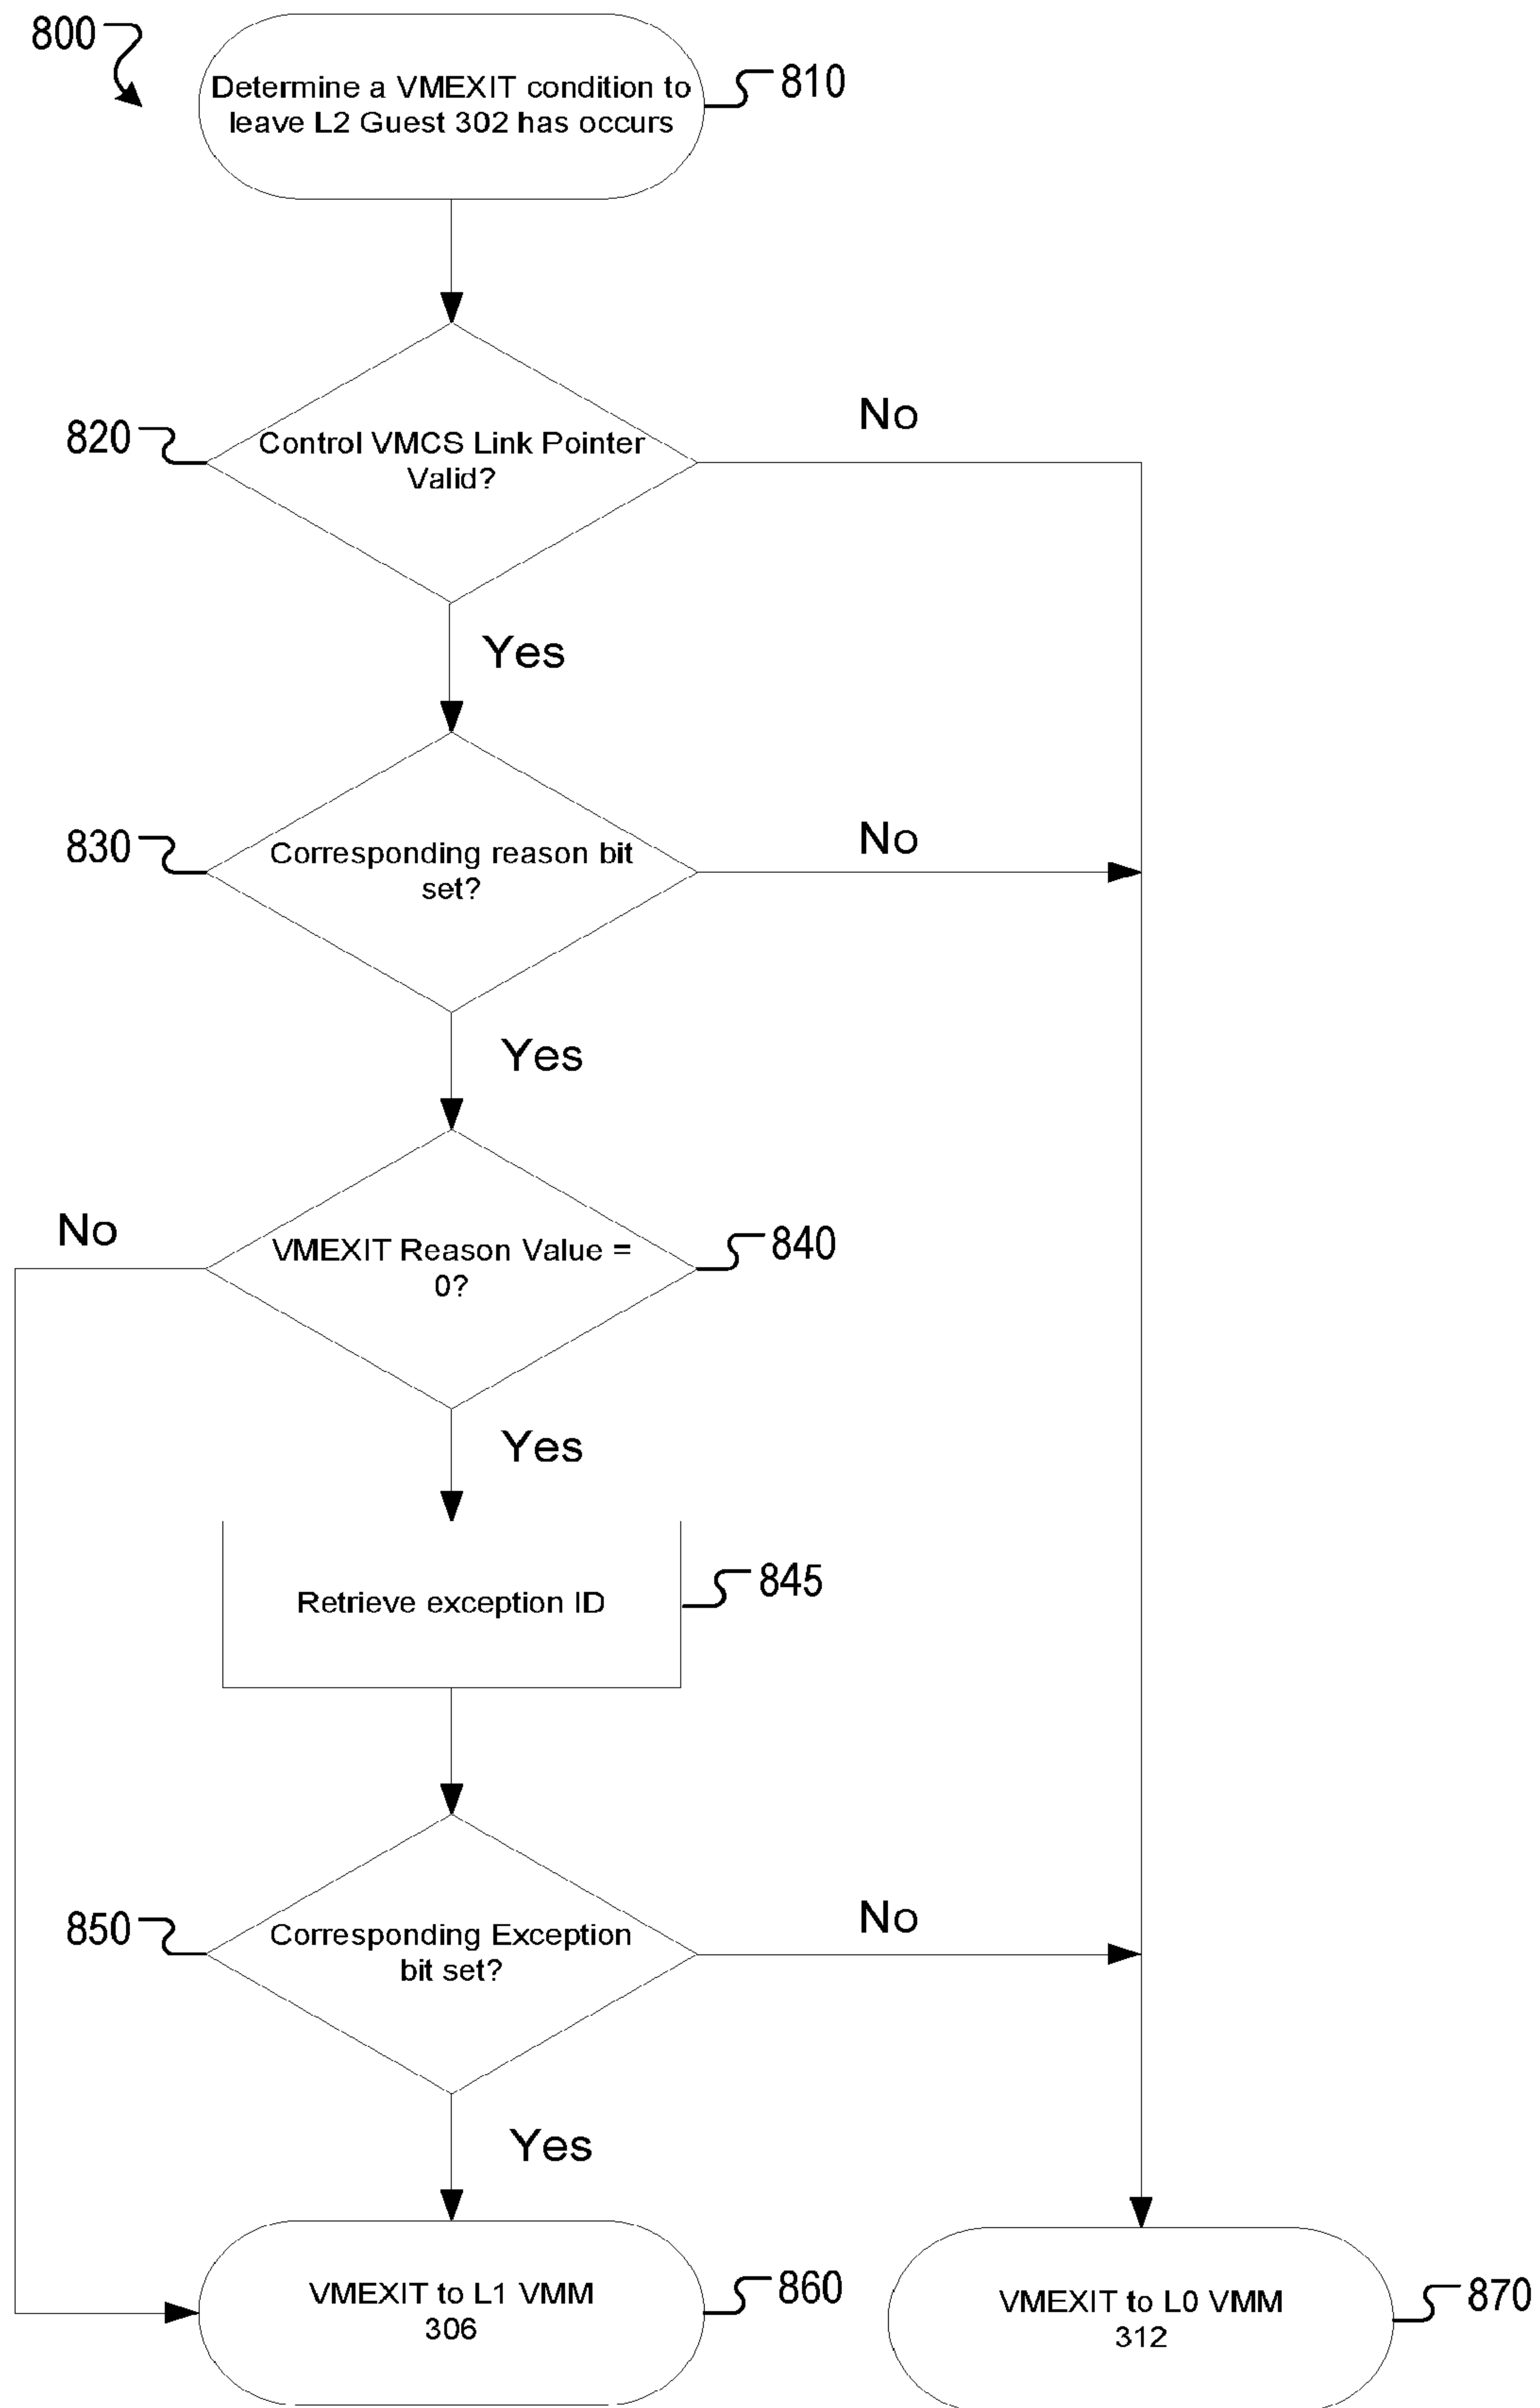 800
Determine a VMEXIT condition to
leave L2 Guest 302 has occurs
810
No
820
Control VMCS Link Pointer
Valid?
Yes
No
830
Corresponding reason bit
set?
Yes
No
VMEXIT Reason Value =
0?
840
Yes
Retrieve exception ID
845
No
850
Corresponding Exception
bit set?
Yes
VMEXIT to L1 VMM
306
860
VMEXIT to L0 VMM
312
870